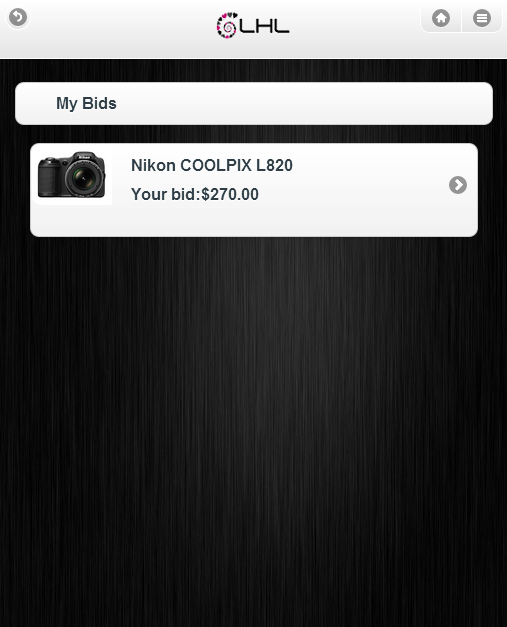 LHL
My Bids
Nikon COOLPIX L820
Your bid:$270.00